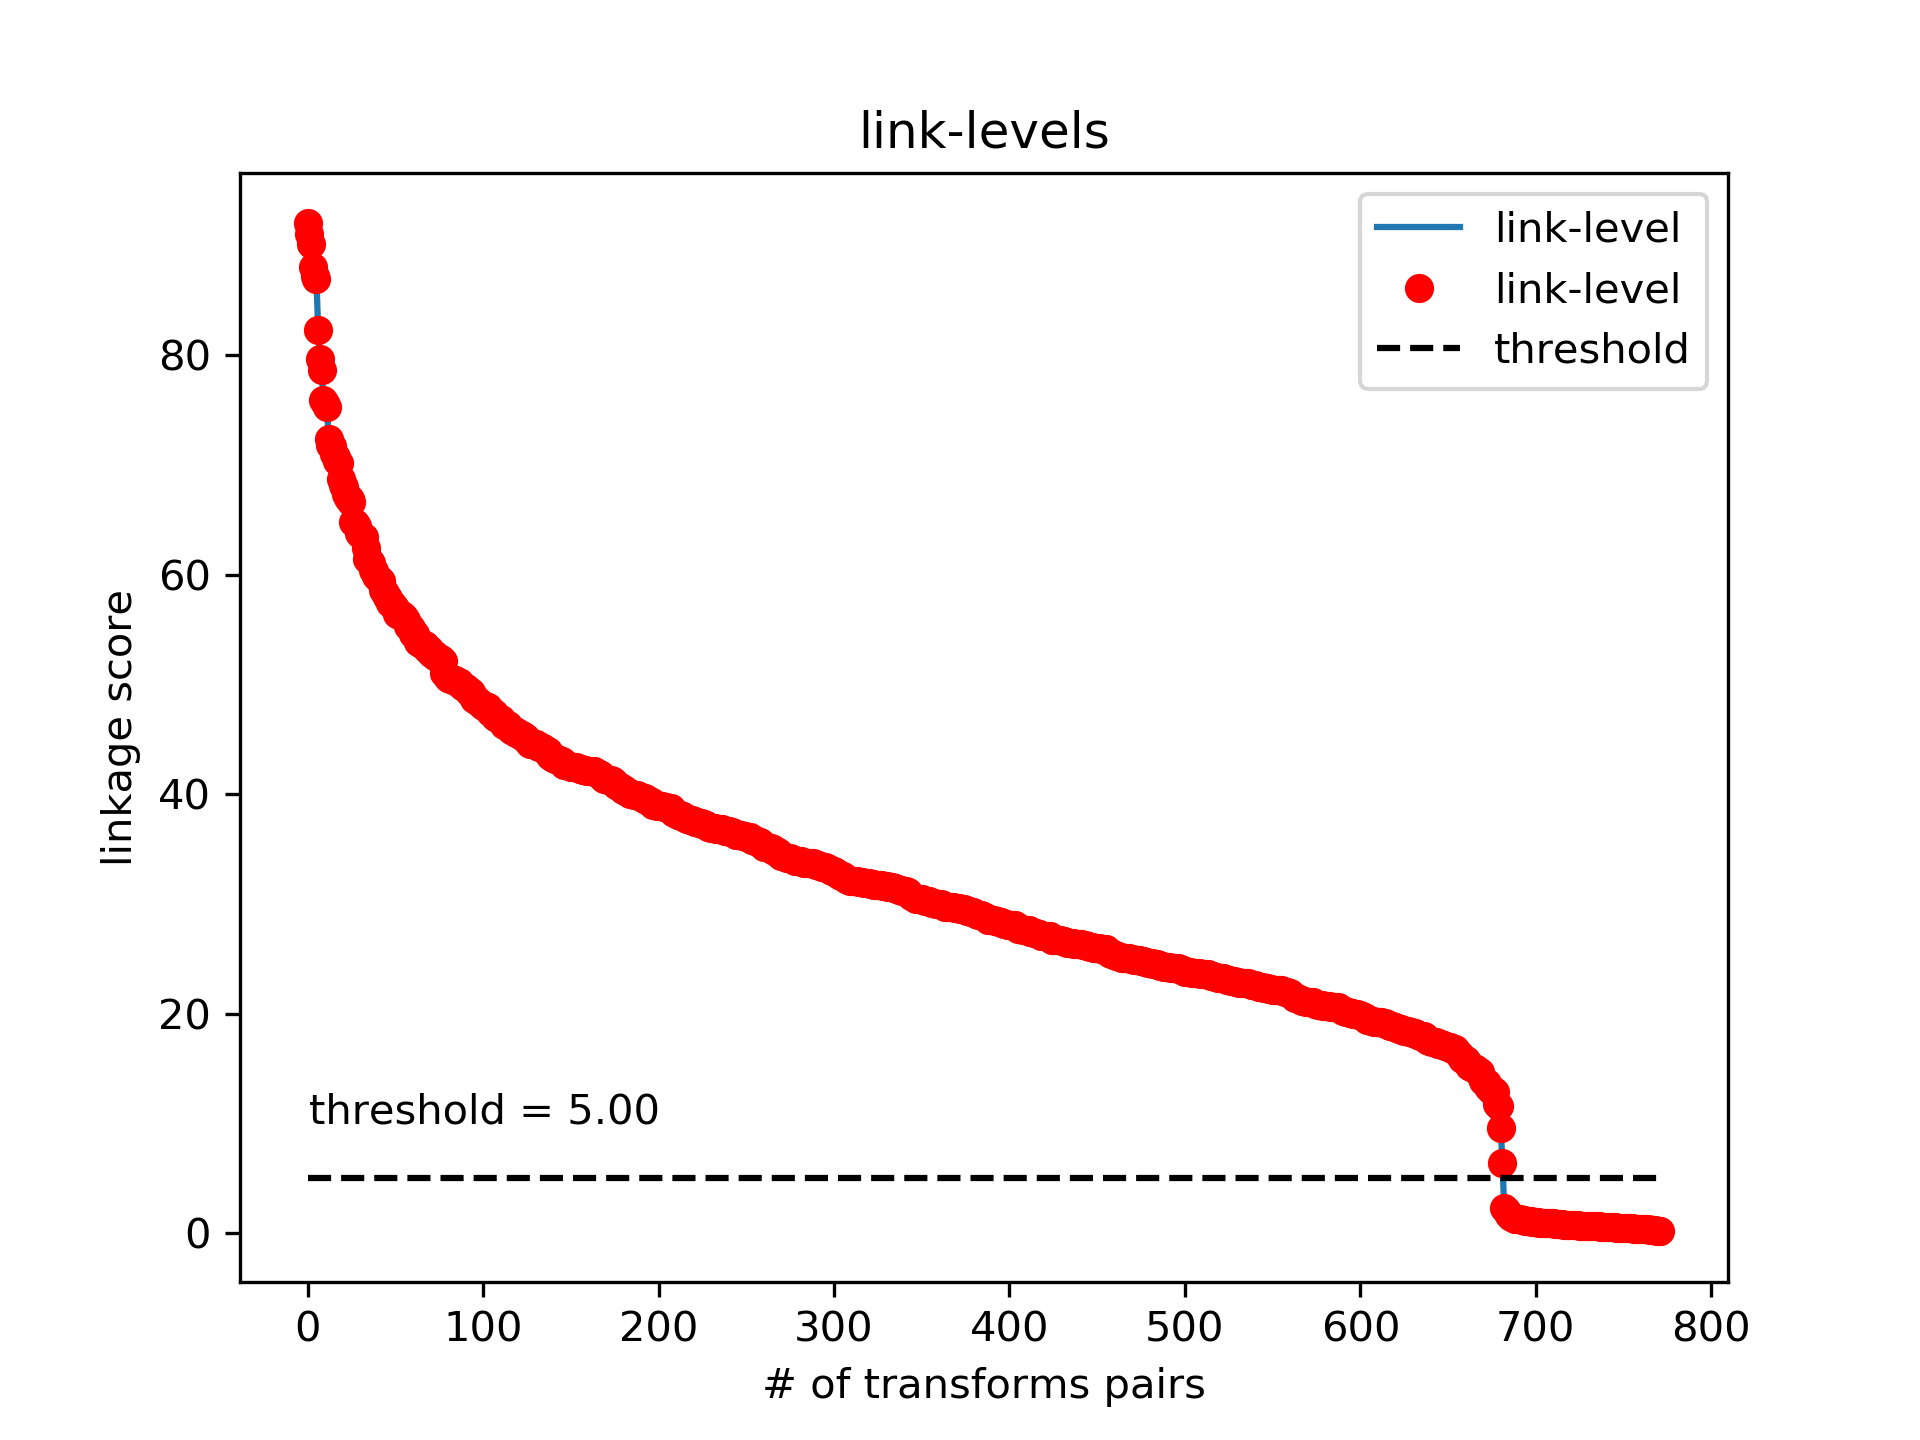 link-levels
link-level
link-level
threshold
80
60
40
20
0
linkage score
threshold = 5.00
0 100 200 300 400 500 600 700 800
# of transforms pairs